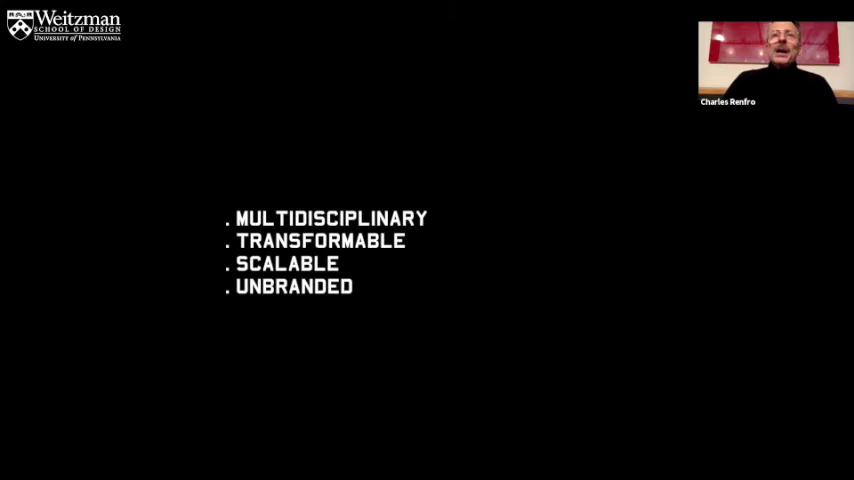 Weitzman
SCHOOL OF DESIGN
UNIVERSITY of PENNSYLVANIA
Charles Renfro
. MULTIDISCIPLINARY
. TRANSFORMABLE
. SCALABLE
. UNBRANDED